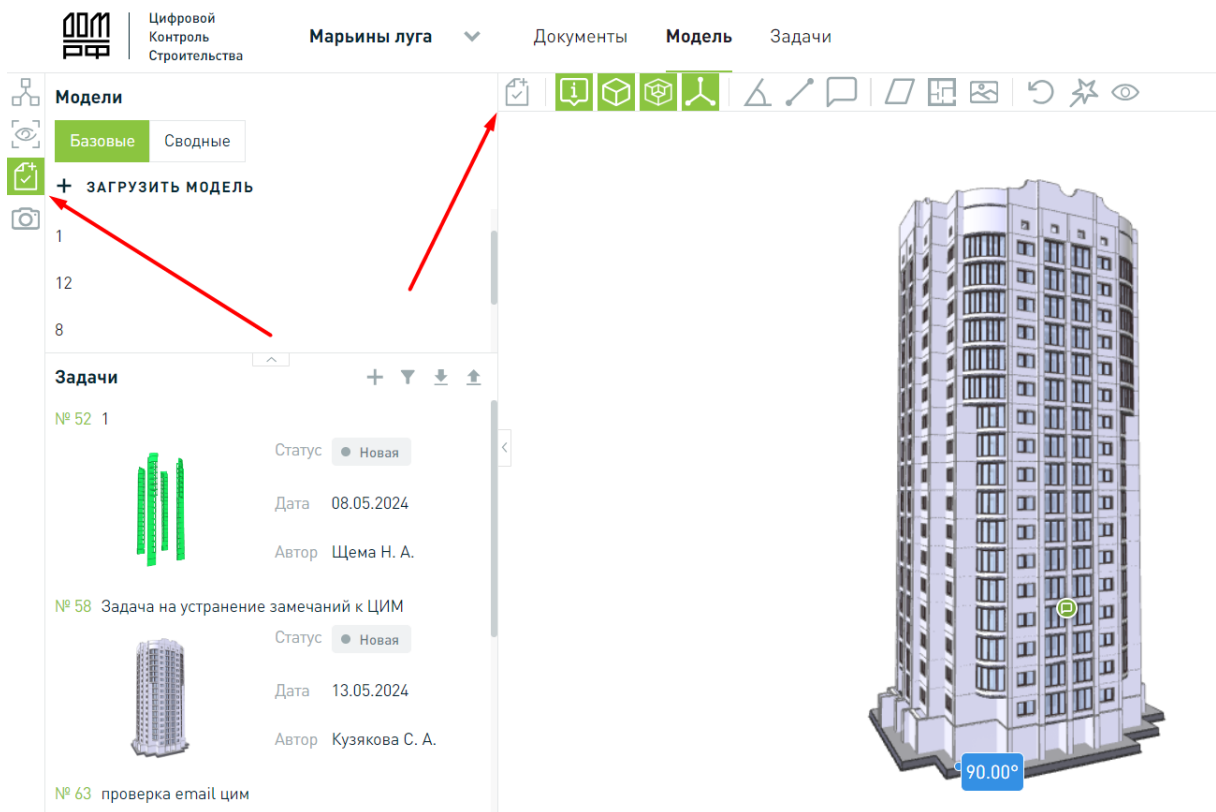 ДОМ
РФ
Цифровой
Контроль
Строительства
Марьины луга
Документы
Модель
Задачи
Модели
Базовые
Сводные
+ ЗАГРУЗИТЬ МОДЕЛЬ
1
12
8
Задачи
№ 52 1
Статус Новая
Дата 08.05.2024
Автор Щема Н. А.
№ 58 Задача на устранение замечаний к ЦИМ
Статус Новая
Дата 13.05.2024
Автор Кузякова С. А.
№ 63 проверка email цим
90.00°